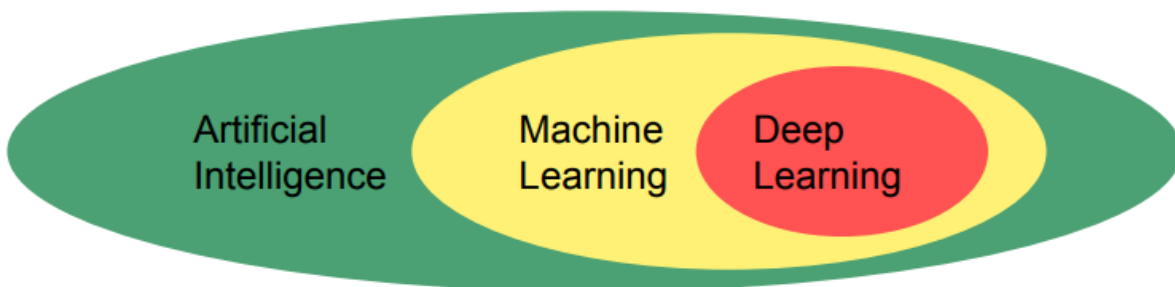 Artificial
Intelligence
Machine
Learning
Deep
Learning